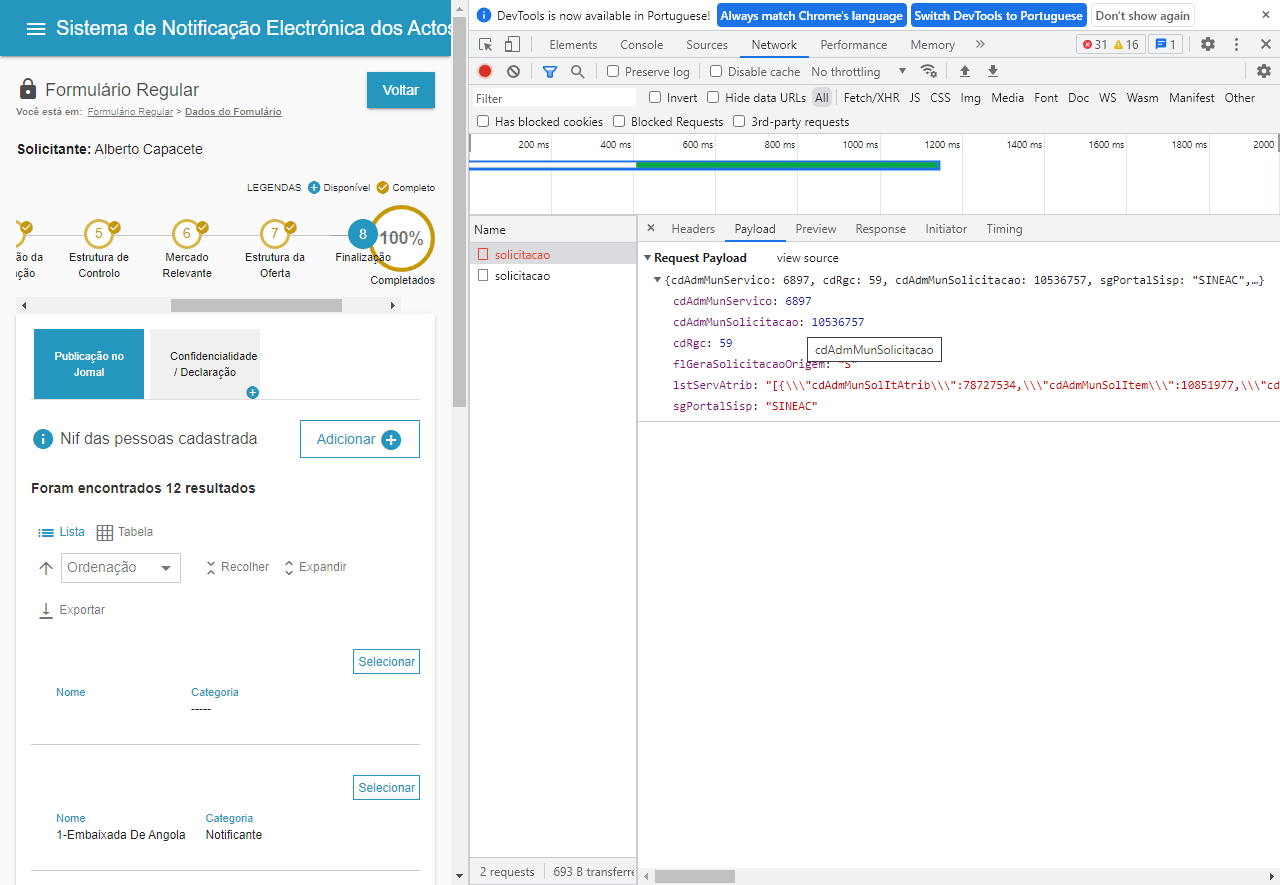 Sistema de Notificação Electrónica dos Actos
Formulário Regular
Voltar
Você está em: Formulário Regular > Dados do Fomulário
Solicitante: Alberto Capacete
LEGENDAS Disponível Completo
5 6 7 8 100%
ão da
ação
Estrutura de
Controlo
Mercado
Relevante
Estrutura da
Oferta
Finalização
Completados
Publicação no
Jornal
Confidencialidade
/ Declaração
Nif das pessoas cadastrada
Adicionar
Foram encontrados 12 resultados
Lista Tabela
Ordenação Recolher Expandir
Exportar
Selecionar
Nome Categoria
-----
Selecionar
Nome Categoria
1-Embaixada De Angola Notificante
DevTools is now available in Portuguese! Always match Chrome's language Switch DevTools to Portuguese Don't show again
Elements Console Sources Network Performance Memory 31 16 1
Preserve log Disable cache No throttling
Filter Invert Hide data URLs All Fetch/XHR JS CSS Img Media Font Doc WS Wasm Manifest Other
Has blocked cookies Blocked Requests 3rd-party requests
200 ms 400 ms 600 ms 800 ms 1000 ms 1200 ms 1400 ms 1600 ms 1800 ms 2000
Name
solicitacao
solicitacao
2 requests 693 B transferre
Headers Payload Preview Response Initiator Timing
Request Payload view source
{cdAdmMunServico: 6897, cdRgc: 59, cdAdmMunSolicitacao: 10536757, sgPortalSisp: "SINEAC",…}
cdAdmMunServico: 6897
cdAdmMunSolicitacao: 10536757
cdRgc: 59
cdAdmMunSolicitacao
flGeraSolicitacaoOrigem: "S"
lstServAtrib: "[{\\\"cdAdmMunSolItAtrib\\\":78727534,\\\"cdAdmMunSolItem\\\":10851977,\\\"cd
sgPortalSisp: "SINEAC"